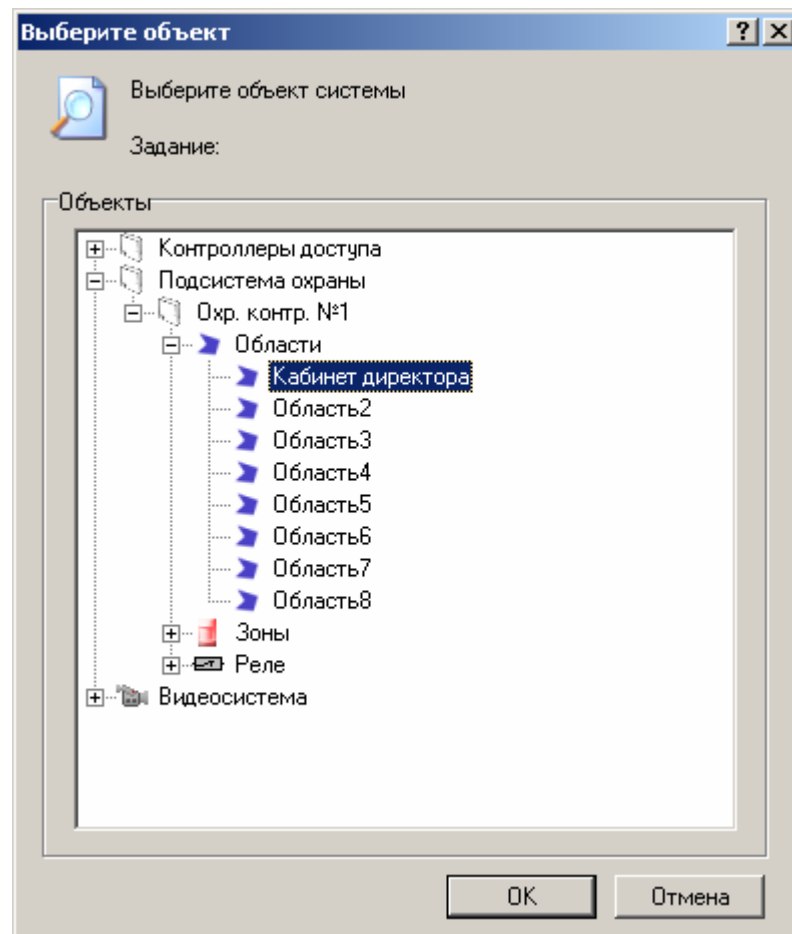 Выберите объект
Выберите объект системы
Задание:
Объекты
Контроллеры доступа
Подсистема охраны
Охр. контр. №1
Области
Кабинет директора
Область2
Область3
Область4
Область5
Область6
Область7
Область8
Зоны
Реле
Видеосистема
OK Отмена